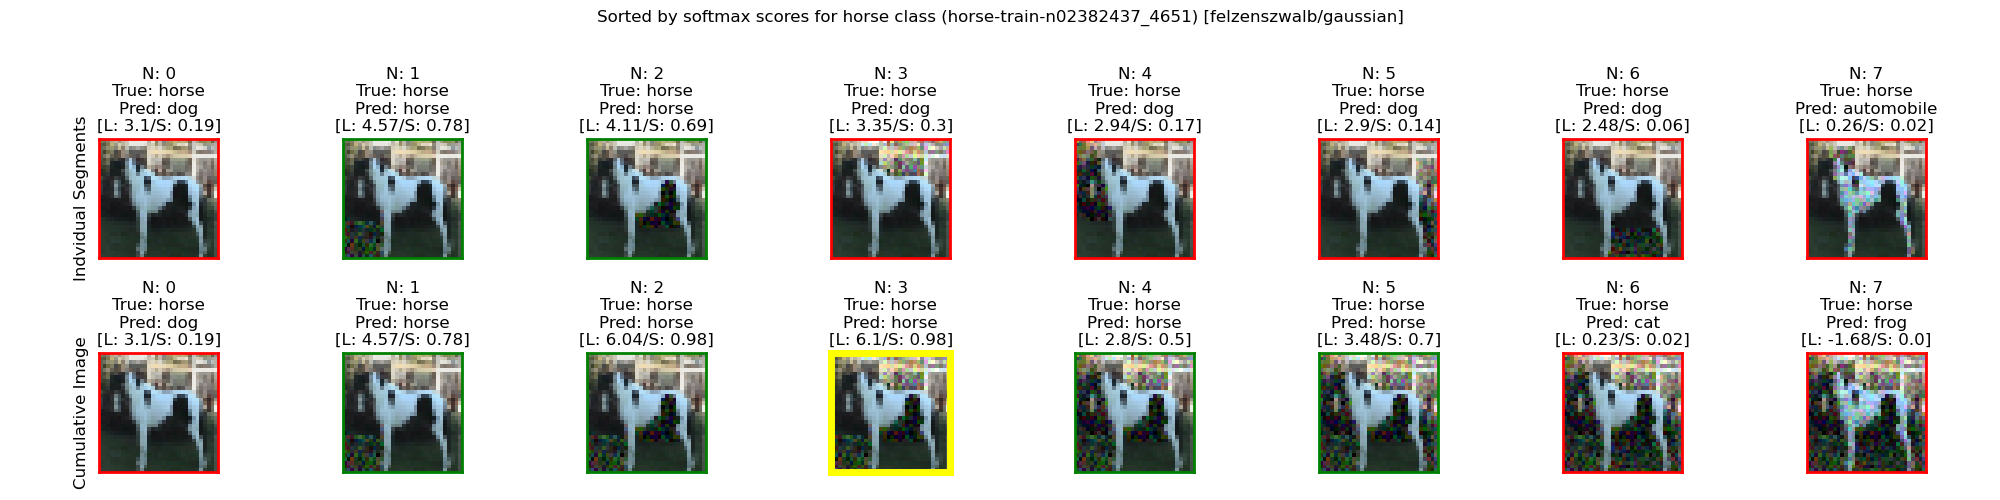 Sorted by softmax scores for horse class (horse-train-n02382437_4651) [felzenszwalb/gaussian]
Indvidual Segments
N: 0
True: horse
Pred: dog
[L: 3.1/S: 0.19]
N: 1
True: horse
Pred: horse
[L: 4.57/S: 0.78]
N: 2
True: horse
Pred: horse
[L: 4.11/S: 0.69]
N: 3
True: horse
Pred: dog
[L: 3.35/S: 0.3]
N: 4
True: horse
Pred: dog
[L: 2.94/S: 0.17]
N: 5
True: horse
Pred: dog
[L: 2.9/S: 0.14]
N: 6
True: horse
Pred: dog
[L: 2.48/S: 0.06]
N: 7
True: horse
Pred: automobile
[L: 0.26/S: 0.02]
Cumulative Image
N: 0
True: horse
Pred: dog
[L: 3.1/S: 0.19]
N: 1
True: horse
Pred: horse
[L: 4.57/S: 0.78]
N: 2
True: horse
Pred: horse
[L: 6.04/S: 0.98]
N: 3
True: horse
Pred: horse
[L: 6.1/S: 0.98]
N: 4
True: horse
Pred: horse
[L: 2.8/S: 0.5]
N: 5
True: horse
Pred: horse
[L: 3.48/S: 0.7]
N: 6
True: horse
Pred: cat
[L: 0.23/S: 0.02]
N: 7
True: horse
Pred: frog
[L: -1.68/S: 0.0]